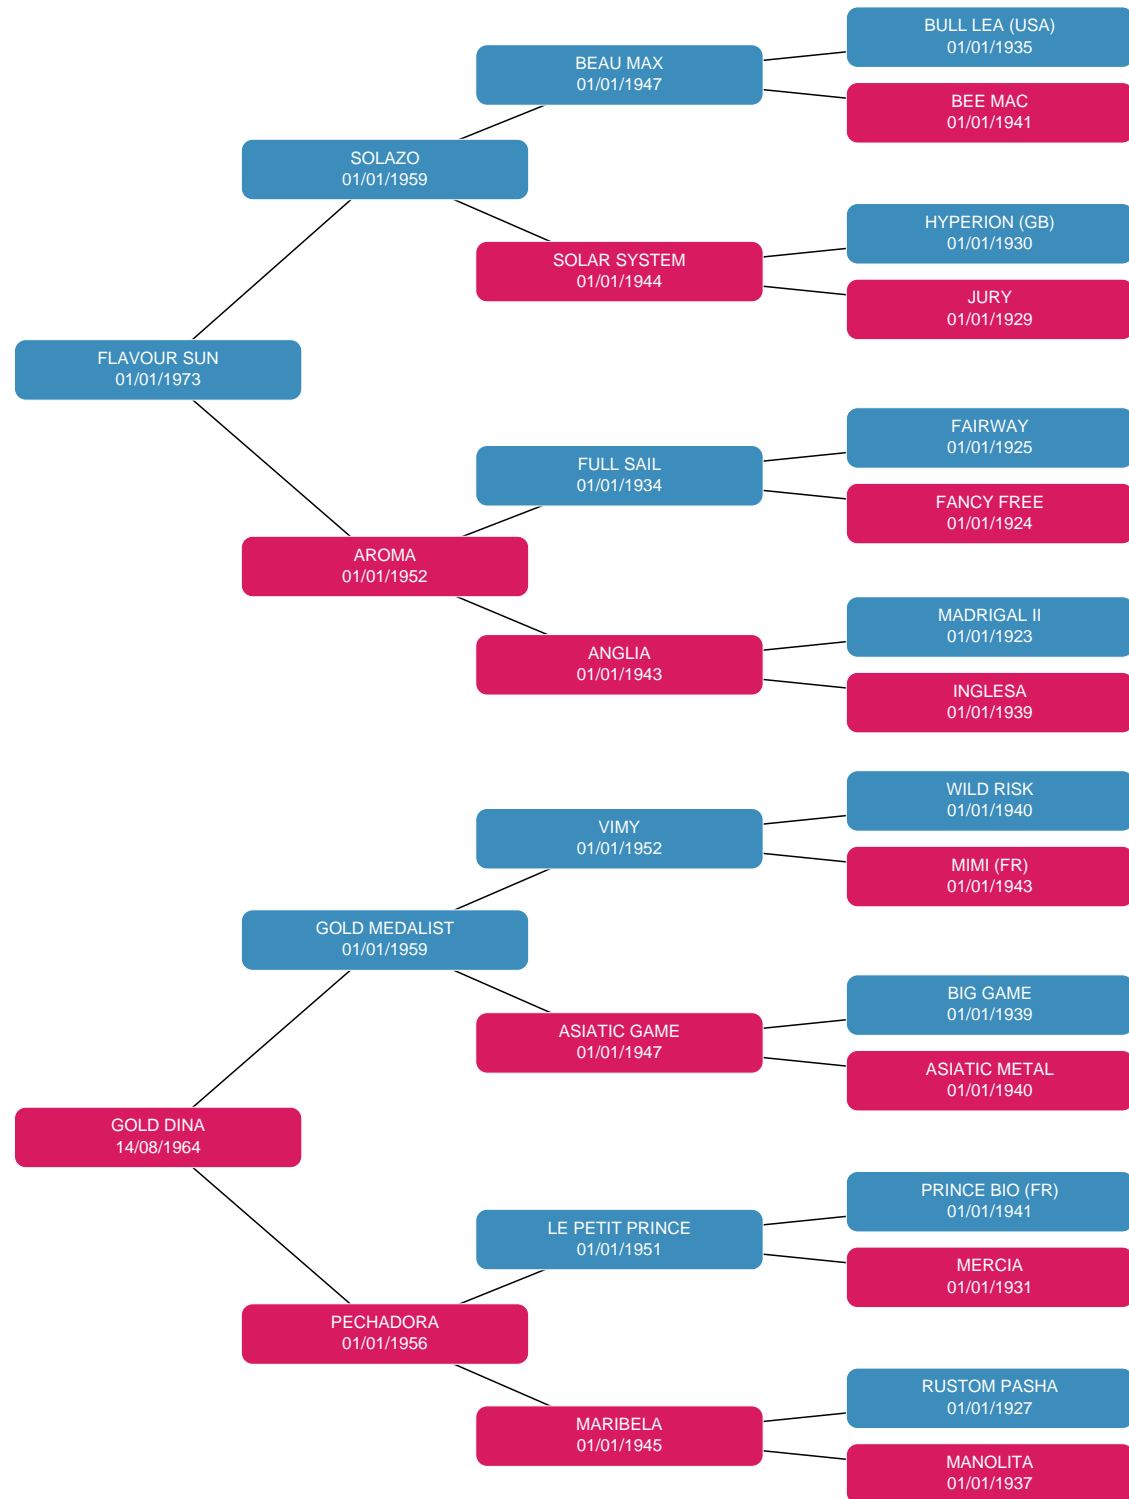 BULL LEA (USA)
01/01/1935
BEAU MAX
01/01/1947
BEE MAC
01/01/1941
SOLAZO
01/01/1959
HYPERION (GB)
01/01/1930
SOLAR SYSTEM
01/01/1944
JURY
01/01/1929
FLAVOUR SUN
01/01/1973
FAIRWAY
01/01/1925
FULL SAIL
01/01/1934
FANCY FREE
01/01/1924
AROMA
01/01/1952
MADRIGAL II
01/01/1923
ANGLIA
01/01/1943
INGLESA
01/01/1939
WILD RISK
01/01/1940
VIMY
01/01/1952
MIMI (FR)
01/01/1943
GOLD MEDALIST
01/01/1959
BIG GAME
01/01/1939
ASIATIC GAME
01/01/1947
ASIATIC METAL
01/01/1940
GOLD DINA
14/08/1964
PRINCE BIO (FR)
01/01/1941
LE PETIT PRINCE
01/01/1951
MERCIA
01/01/1931
PECHADORA
01/01/1956
RUSTOM PASHA
01/01/1927
MARIBELA
01/01/1945
MANOLITA
01/01/1937